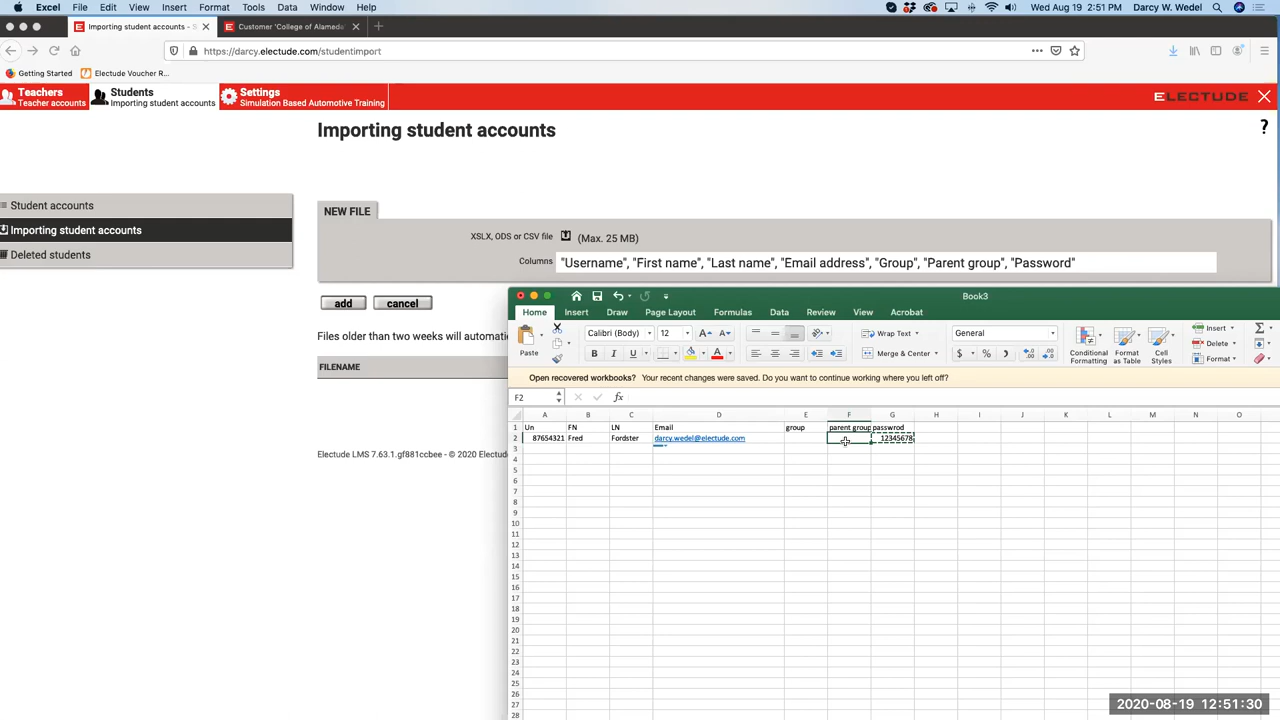 Excel File Edit View Insert Format Tools Data Window Help Wed Aug 19 2:51 PM Darcy W. Wedel
Importing student accounts - S Customer 'College of Alameda'
https://darcy.electude.com/studentimport
Getting Started Electude Voucher R...
Teachers Students Settings ELECTUDE
Teacher accounts Importing student accounts Simulation Based Automotive Training
Importing student accounts
?
Student accounts
Importing student accounts
Deleted students
NEW FILE
XSLX, ODS or CSV file (Max. 25 MB)
Columns "Username", "First name", "Last name", "Email address", "Group", "Parent group", "Password"
add cancel
Files older than two weeks will automatic
FILENAME
Electude LMS 7.63.1.gf881ccbee - © 2020 Electude
Book3
Home Insert Draw Page Layout Formulas Data Review View Acrobat
Paste Calibri (Body) 12 A A Wrap Text General Conditional Formatting Format as Table Cell Styles Insert
B I U A Merge & Center $ % Delete
Format
Open recovered workbooks? Your recent changes were saved. Do you want to continue working where you left off?
F2 fx
A B C D E F G H I J K L M N O
1 Un FN LN Email group parent group passwrod
2 87654321 Fred Fordster darcy.wedel@electude.com 12345678
3
4
5
6
7
8
9
10
11
12
13
14
15
16
17
18
19
20
21
22
23
24
25
26
27
28
2020-08-19 12:51:30